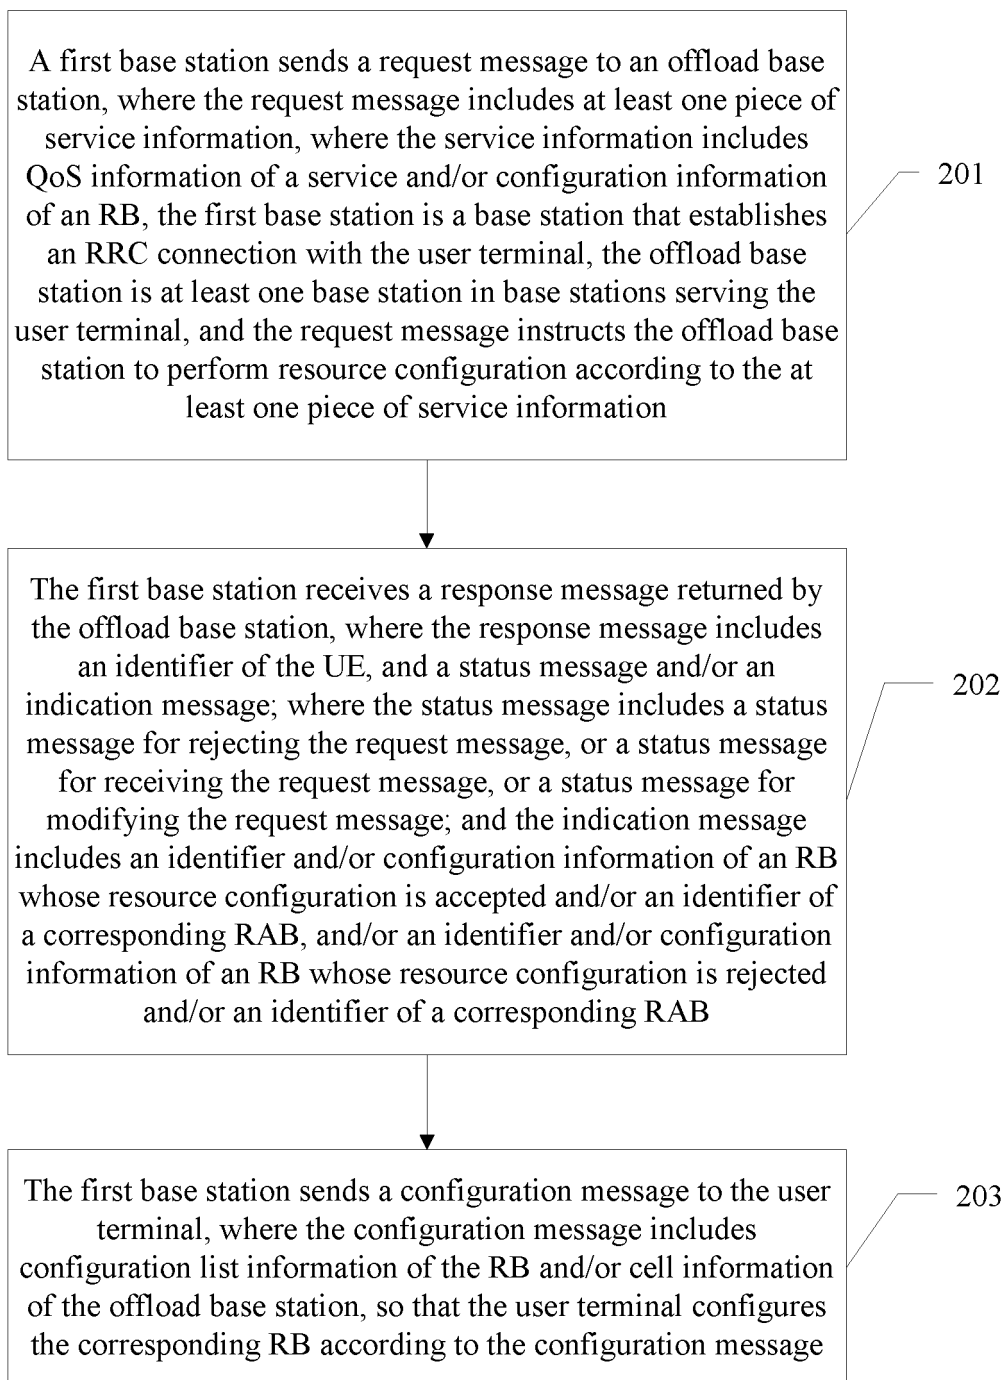 A first base station sends a request message to an offload base
station, where the request message includes at least one piece of
service information, where the service information includes
QoS information of a service and/or configuration information
of an RB, the first base station is a base station that establishes
an RRC connection with the user terminal, the offload base
station is at least one base station in base stations serving the
user terminal, and the request message instructs the offload base
station to perform resource configuration according to the at
least one piece of service information
201
The first base station receives a response message returned by
the offload base station, where the response message includes
an identifier of the UE, and a status message and/or an
indication message; where the status message includes a status
message for rejecting the request message, or a status message
for receiving the request message, or a status message for
modifying the request message; and the indication message
includes an identifier and/or configuration information of an RB
whose resource configuration is accepted and/or an identifier of
a corresponding RAB, and/or an identifier and/or configuration
information of an RB whose resource configuration is rejected
and/or an identifier of a corresponding RAB
202
The first base station sends a configuration message to the user
terminal, where the configuration message includes
configuration list information of the RB and/or cell information
of the offload base station, so that the user terminal configures
the corresponding RB according to the configuration message
203